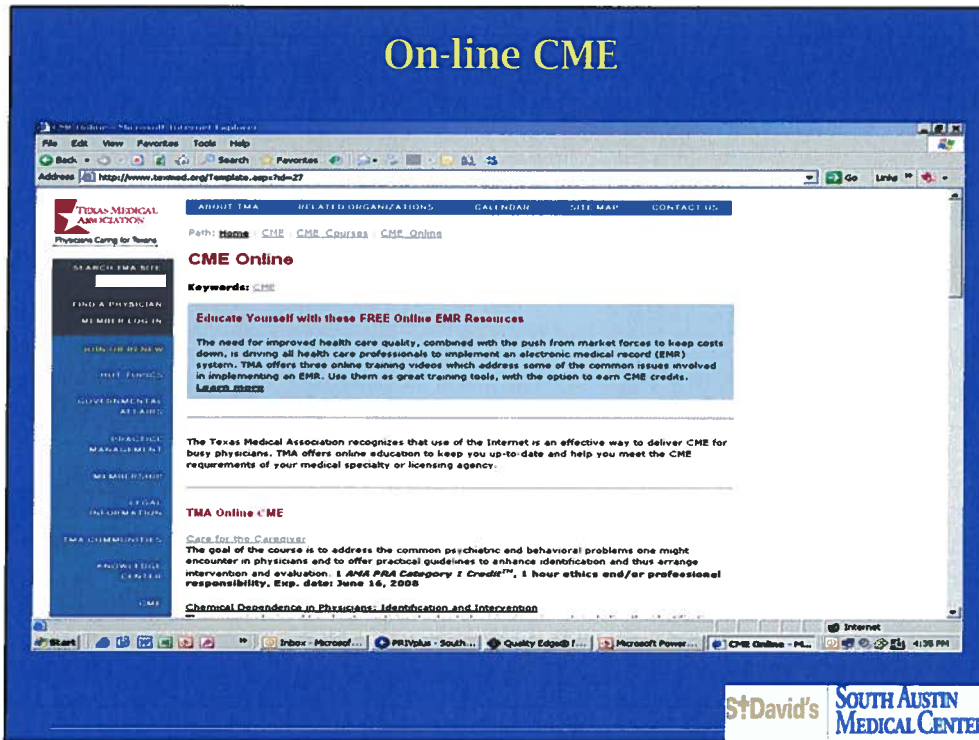 On-line CME
CME Online - Microsoft Internet Explorer
File Edit View Favorites Tools Help
Back Search Favorites
Address http://www.texmed.org/Template.aspx?id=27 Go Links
TEXAS MEDICAL
ASSOCIATION
Physicians Caring for Texans
ABOUT TMA RELATED ORGANIZATIONS CALENDAR SITE MAP CONTACT US
Path: Home CME CME Courses CME Online
CME Online
Keywords: CME
SEARCH TMA SITE
FIND A PHYSICIAN
MEMBER LOG IN
JOIN OR RENEW
HOT TOPICS
GOVERNMENTAL
AFFAIRS
PRACTICE
MANAGEMENT
MEMBERSHIP
LEGAL
INFORMATION
TMA COMMUNITIES
KNOWLEDGE
CENTER
CME
Educate Yourself with these FREE Online EMR Resources
The need for improved health care quality, combined with the push from market forces to keep costs
down, is driving all health care professionals to implement an electronic medical record (EMR)
system. TMA offers three online training videos which address some of the common issues involved
in implementing an EMR. Use them as great training tools, with the option to earn CME credits.
Learn more
The Texas Medical Association recognizes that use of the Internet is an effective way to deliver CME for
busy physicians. TMA offers online education to keep you up-to-date and help you meet the CME
requirements of your medical specialty or licensing agency.
TMA Online CME
Care for the Caregiver
The goal of the course is to address the common psychiatric and behavioral problems one might
encounter in physicians and to offer practical guidelines to enhance identification and thus arrange
intervention and evaluation. 1 AMA PRA Category 1 Credit™, 1 hour ethics and/or professional
responsibility, Exp. date: June 16, 2008
Chemical Dependence in Physicians: Identification and Intervention
Internet
Start Inbox - Microsof... PRIVplus - South... Quality Edge® f... Microsoft Power... CME Online - M... 4:35 PM
St David's SOUTH AUSTIN
MEDICAL CENTER